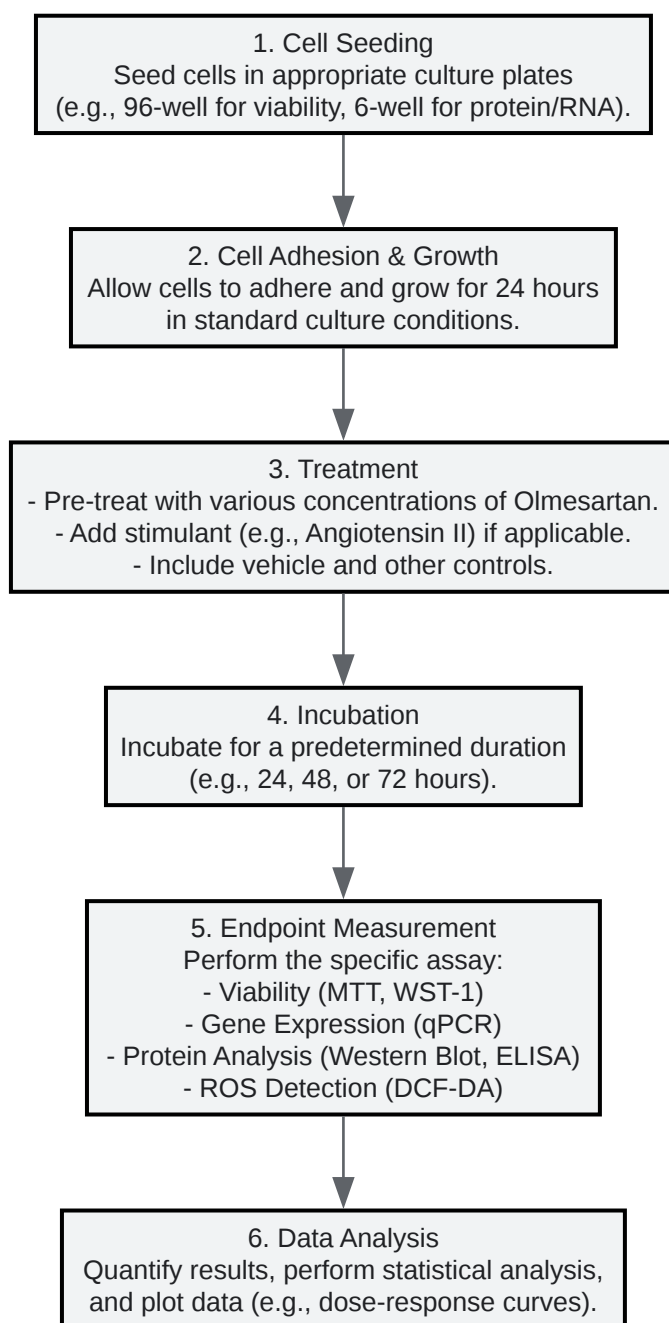 1. Cell Seeding
Seed cells in appropriate culture plates
(e.g., 96-well for viability, 6-well for protein/RNA).
2. Cell Adhesion & Growth
Allow cells to adhere and grow for 24 hours
in standard culture conditions.
3. Treatment
- Pre-treat with various concentrations of Olmesartan.
- Add stimulant (e.g., Angiotensin II) if applicable.
- Include vehicle and other controls.
4. Incubation
Incubate for a predetermined duration
(e.g., 24, 48, or 72 hours).
5. Endpoint Measurement
Perform the specific assay:
- Viability (MTT, WST-1)
- Gene Expression (qPCR)
- Protein Analysis (Western Blot, ELISA)
- ROS Detection (DCF-DA)
6. Data Analysis
Quantify results, perform statistical analysis,
and plot data (e.g., dose-response curves).